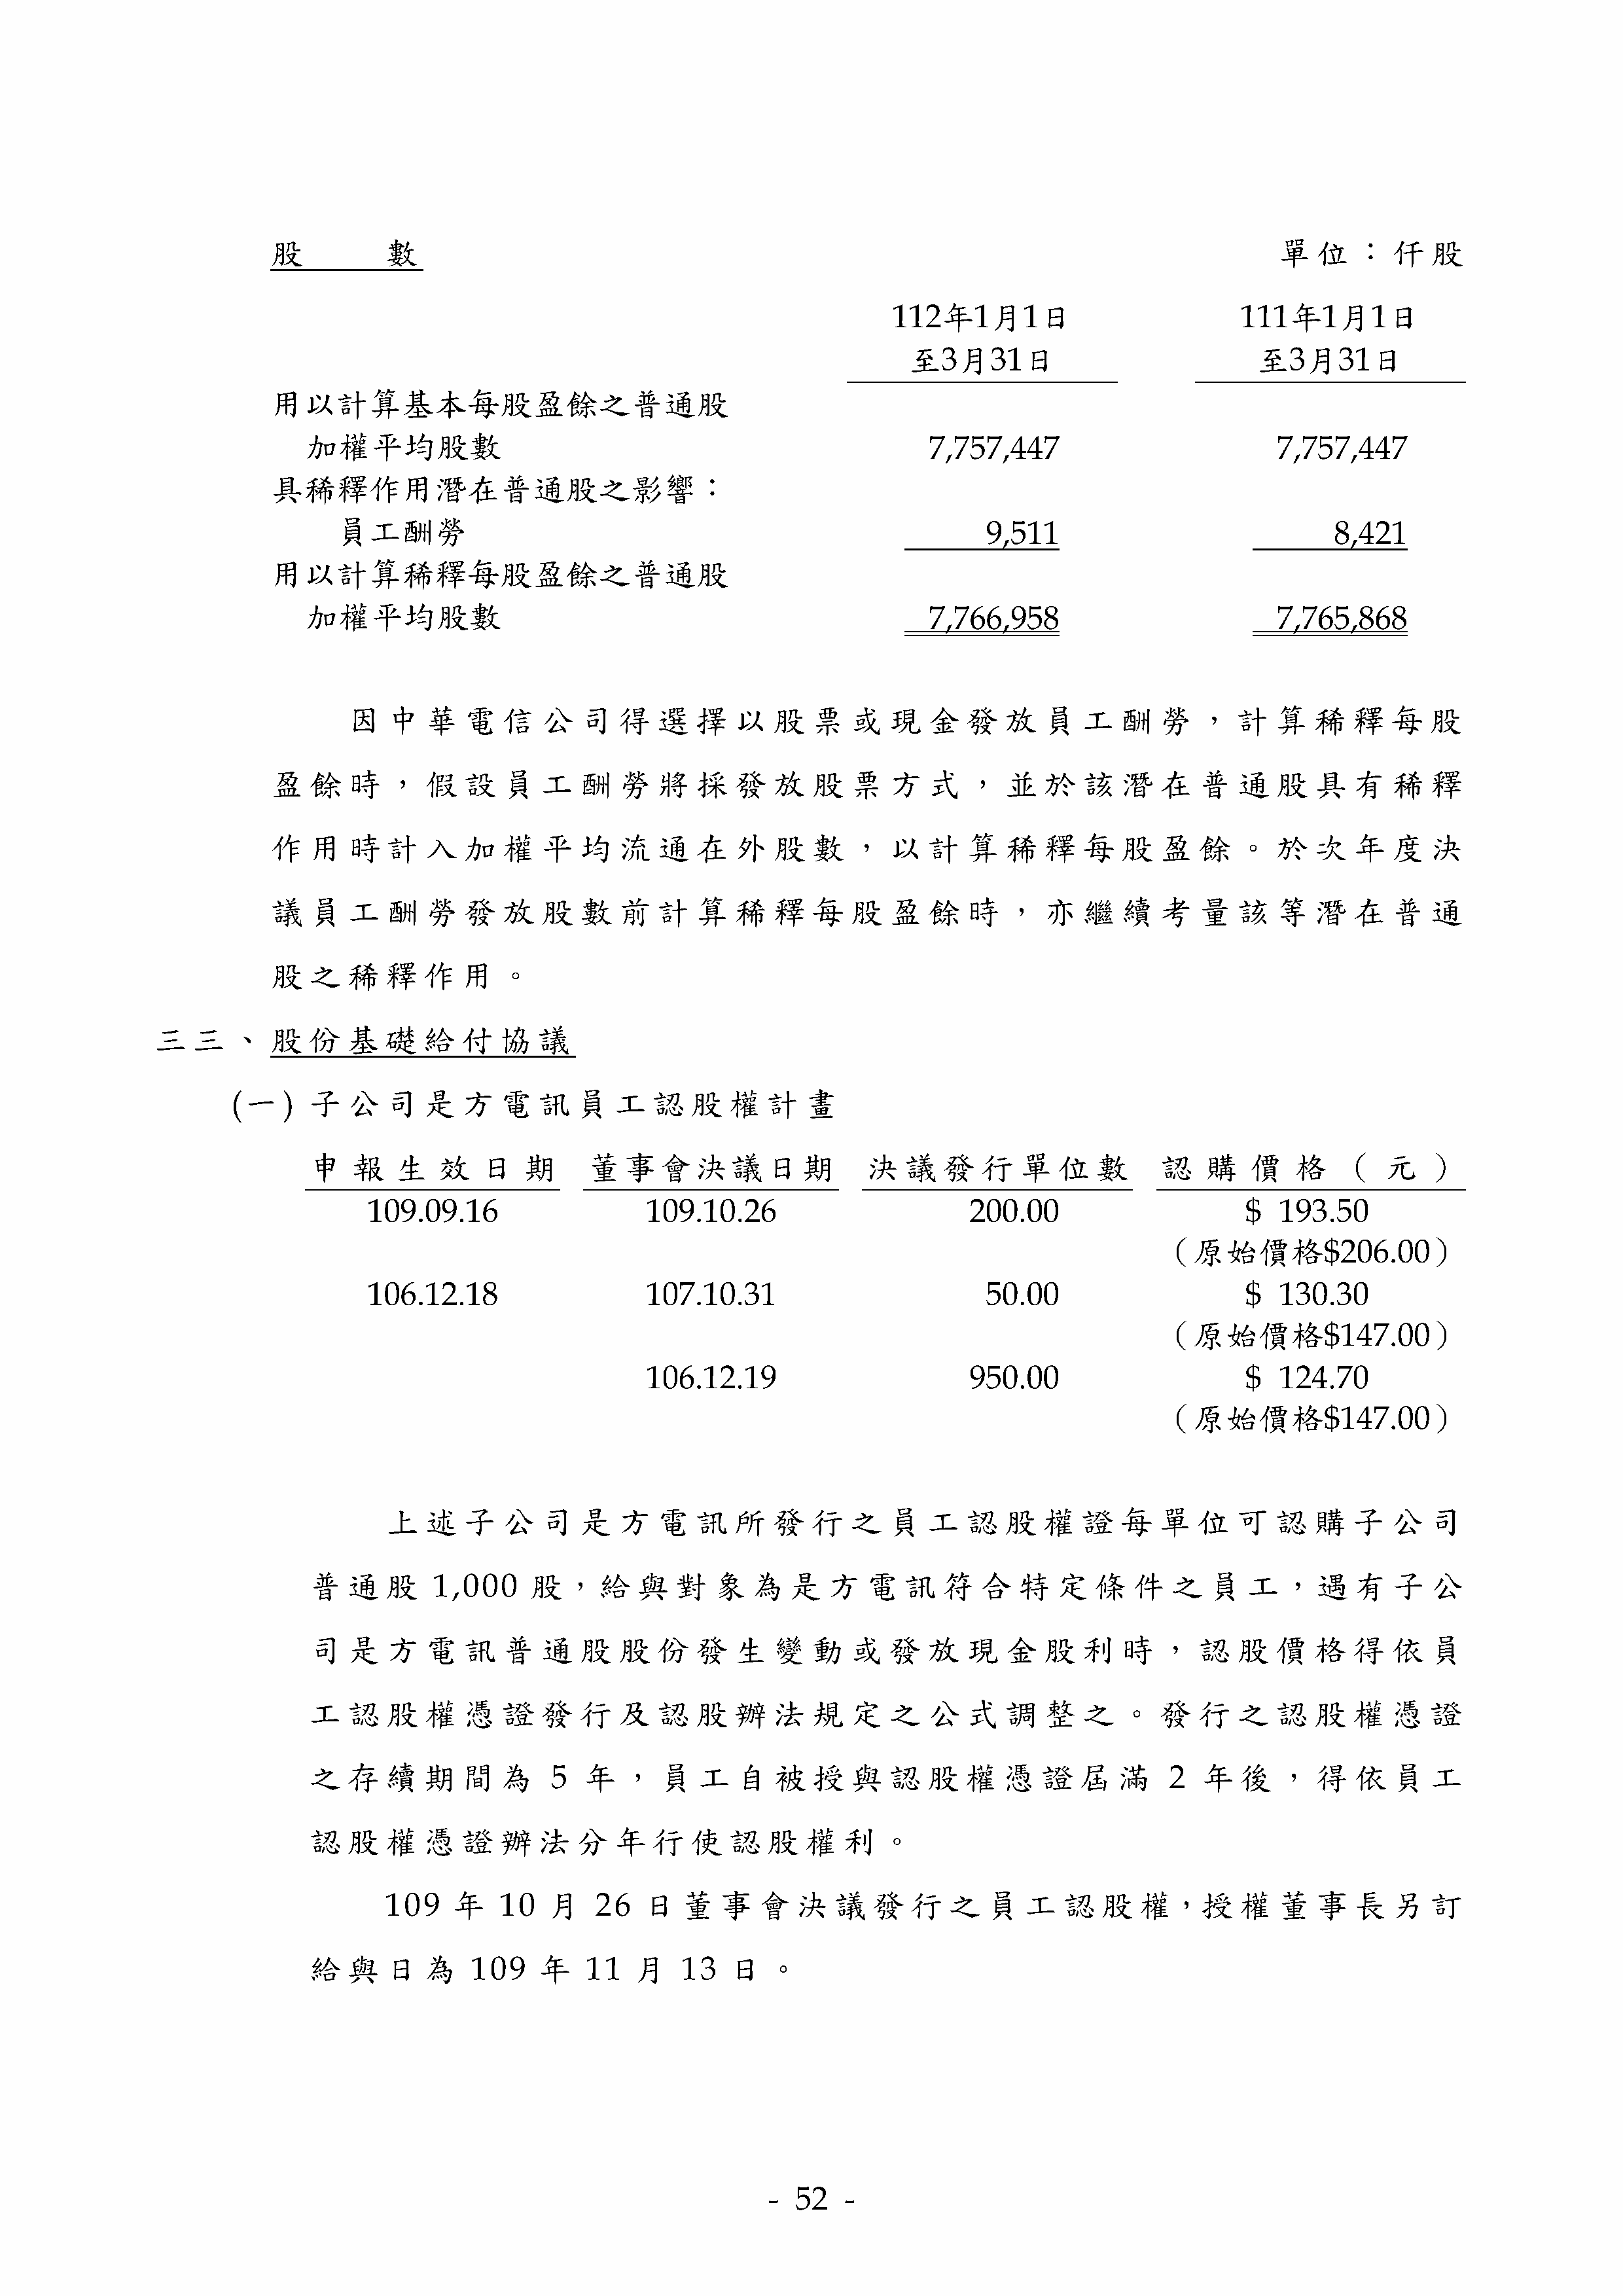 股　　數　　單位：仟股
112年1月1日　111年1月1日
至3月31日　至3月31日
用以計算基本每股盈餘之普通股
加權平均股數　7,757,447　7,757,447
具稀釋作用潛在普通股之影響：
員工酬勞　9,511　8,421
用以計算稀釋每股盈餘之普通股
加權平均股數　7,766,958　7,765,868
因中華電信公司得選擇以股票或現金發放員工酬勞，計算稀釋每股
盈餘時，假設員工酬勞將採發放股票方式，並於該潛在普通股具有稀釋
作用時計入加權平均流通在外股數，以計算稀釋每股盈餘。於次年度決
議員工酬勞發放股數前計算稀釋每股盈餘時，亦繼續考量該等潛在普通
股之稀釋作用。
三三、股份基礎給付協議
(一) 子公司是方電訊員工認股權計畫
申報生效日期　董事會決議日期　決議發行單位數　認購價格（元）
109.09.16　109.10.26　200.00　$ 193.50
（原始價格$206.00）
106.12.18　107.10.31　50.00　$ 130.30
（原始價格$147.00）
106.12.19　950.00　$ 124.70
（原始價格$147.00）
上述子公司是方電訊所發行之員工認股權證每單位可認購子公司
普通股 1,000 股，給與對象為是方電訊符合特定條件之員工，遇有子公
司是方電訊普通股股份發生變動或發放現金股利時，認股價格得依員
工認股權憑證發行及認股辦法規定之公式調整之。發行之認股權憑證
之存續期間為 5 年，員工自被授與認股權憑證屆滿 2 年後，得依員工
認股權憑證辦法分年行使認股權利。
109 年 10 月 26 日董事會決議發行之員工認股權，授權董事長另訂
給與日為 109 年 11 月 13 日。
- 52 -